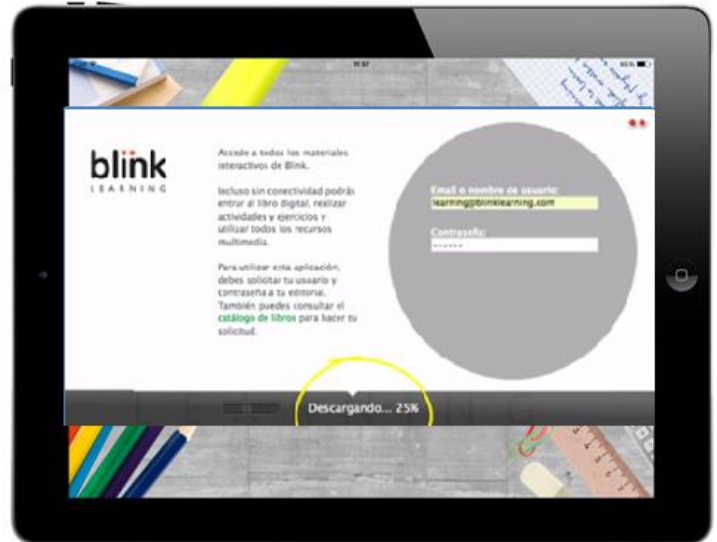 11:37
65%
blink
LEARNING
Accede a todos los materiales
interactivos de Blink.
Incluso sin conectividad podrás
entrar al libro digital, realizar
actividades y ejercicios y
utilizar todos los recursos
multimedia.
Para utilizar esta aplicación,
debes solicitar tu usuario y
contraseña a tu editorial.
También puedes consultar el
catálogo de libros para hacer tu
solicitud.
Email o nombre de usuario:
learning@blinklearning.com
Contraseña:
Descargando... 25%